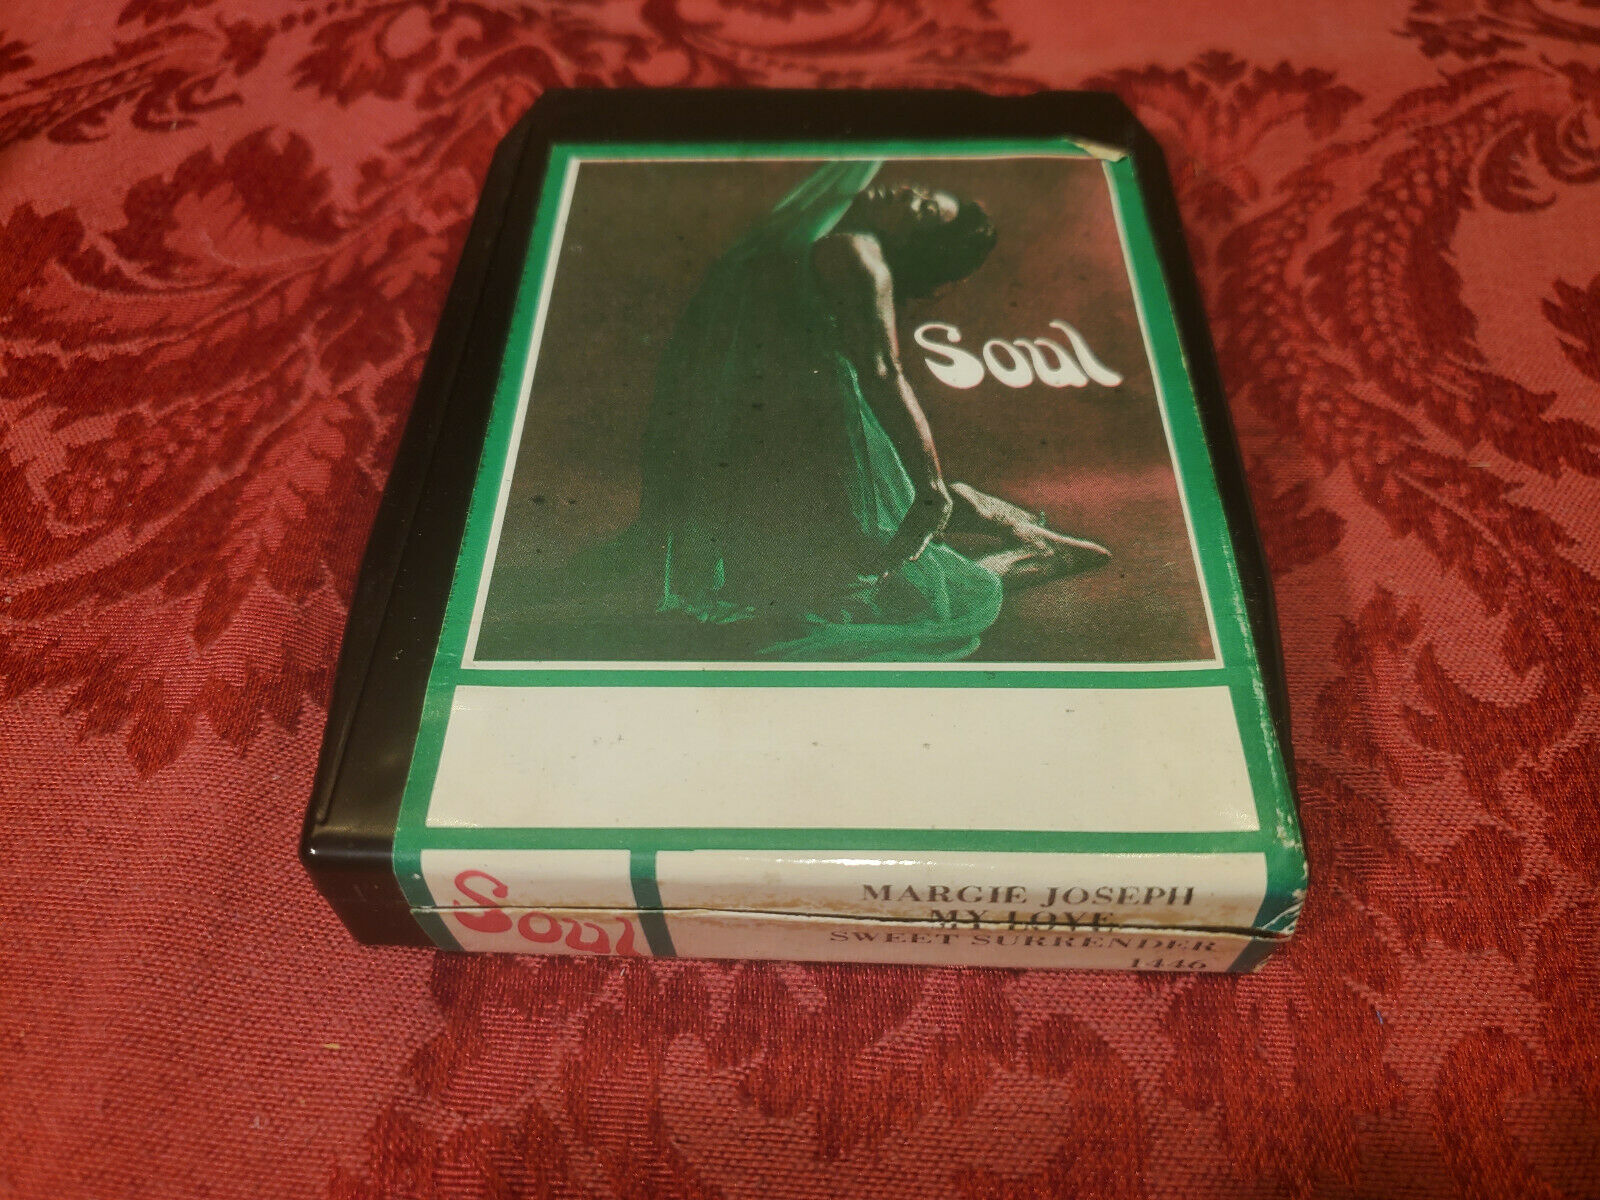 Soul
Soul
MARGIE JOSEPH
MY LOVE
SWEET SURRENDER
1446